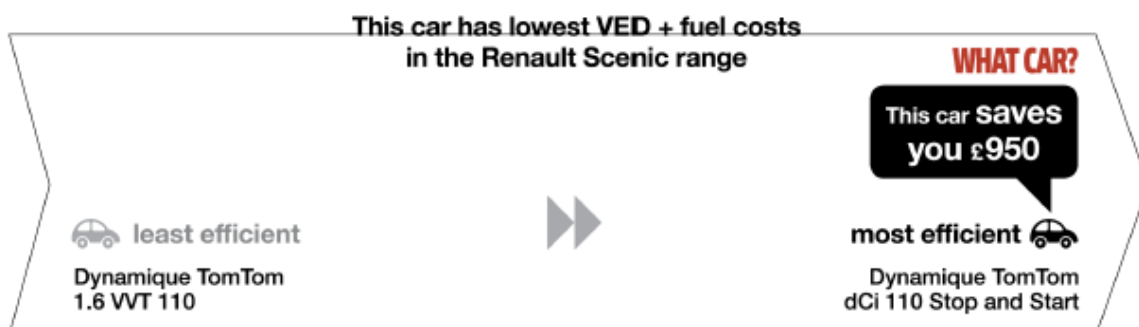 This car has lowest VED + fuel costs
in the Renault Scenic range
WHAT CAR?
This car saves
you £950
least efficient
most efficient
Dynamique TomTom
1.6 VVT 110
Dynamique TomTom
dCi 110 Stop and Start